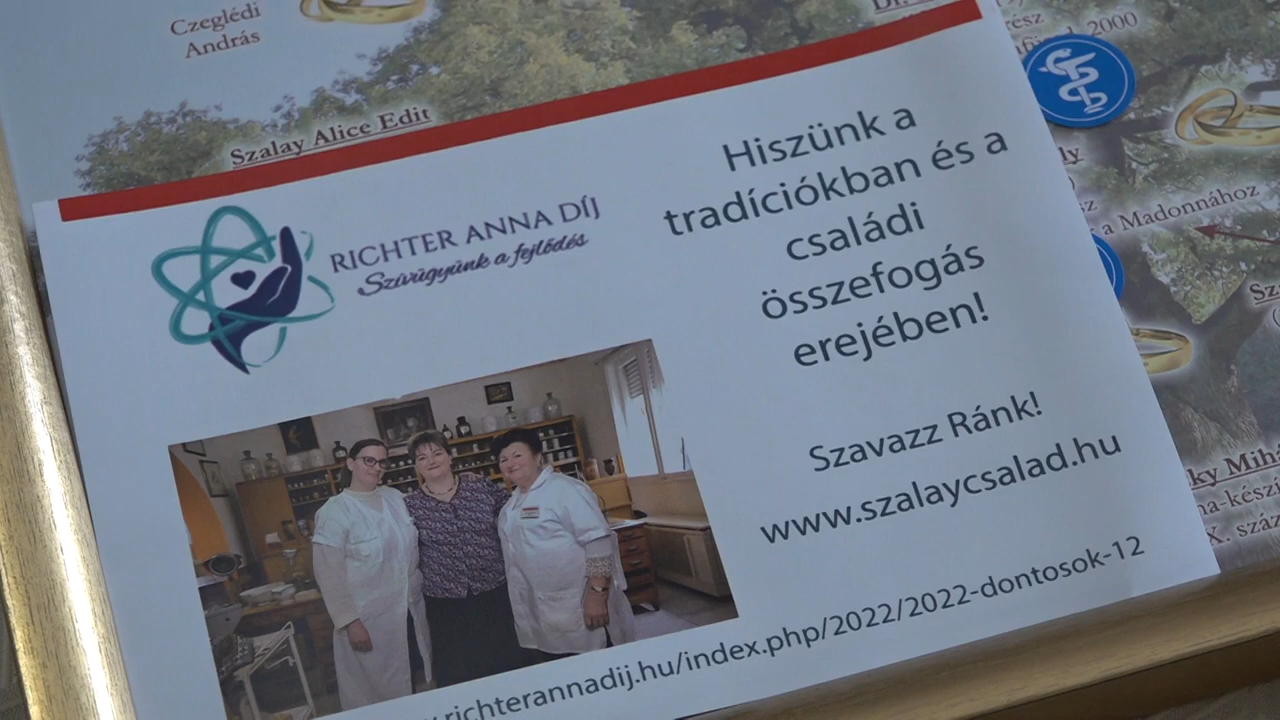 Czeglédi
András
Szalay Alice Edit
2000
a Madonnához
RICHTER ANNA DÍJ
Szívügyünk a fejlődés
Hiszünk a
tradíciókban és a
családi
összefogás
erejében!
Szavazz Ránk!
www.szalaycsalad.hu
richterannadij.hu/index.php/2022/2022-dontosok-12